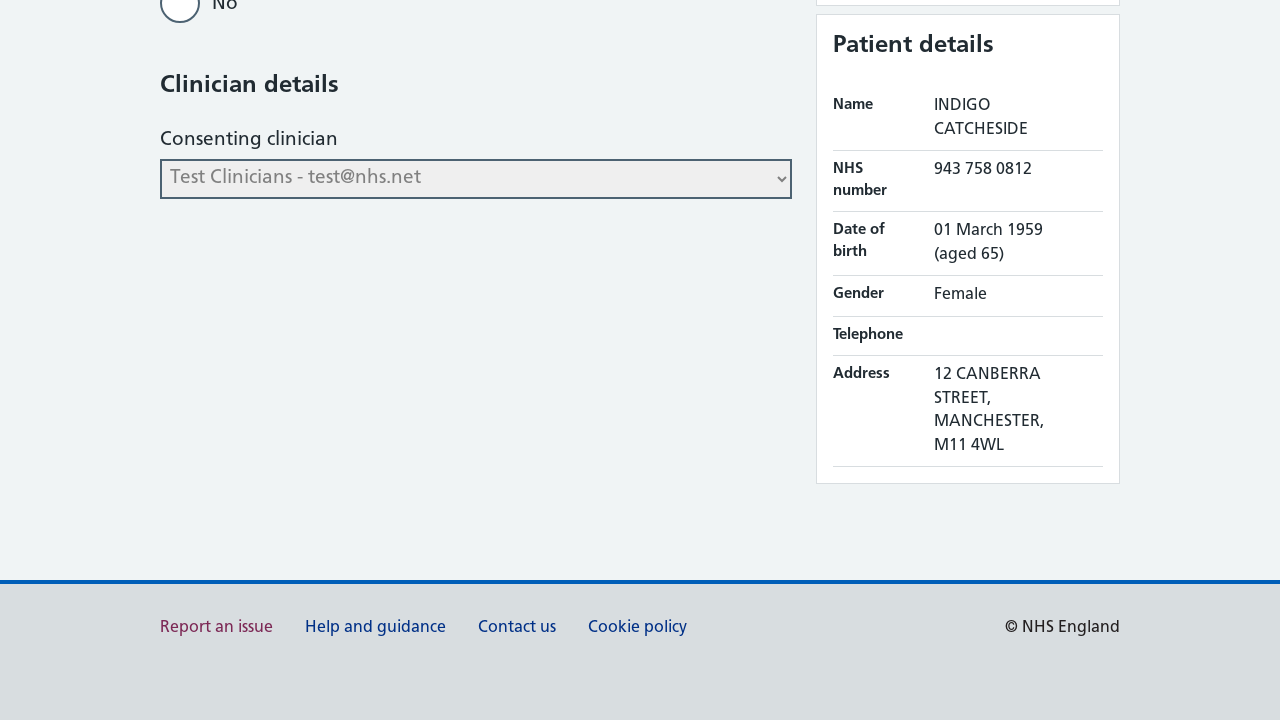 No
Clinician details
Consenting clinician
Test Clinicians - test@nhs.net
Patient details
Name INDIGO
CATCHESIDE
NHS 943 758 0812
number
Date of 01 March 1959
birth (aged 65)
Gender Female
Telephone
Address 12 CANBERRA
STREET,
MANCHESTER,
M11 4WL
Report an issue Help and guidance Contact us Cookie policy © NHS England